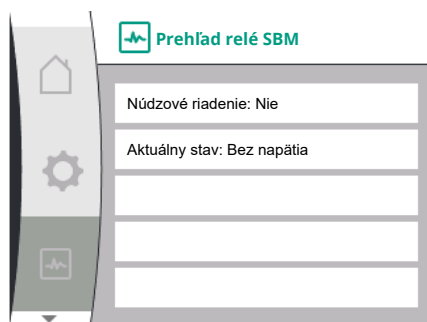 Prehľad relé SBM
Núdzové riadenie: Nie
Aktuálny stav: Bez napätia